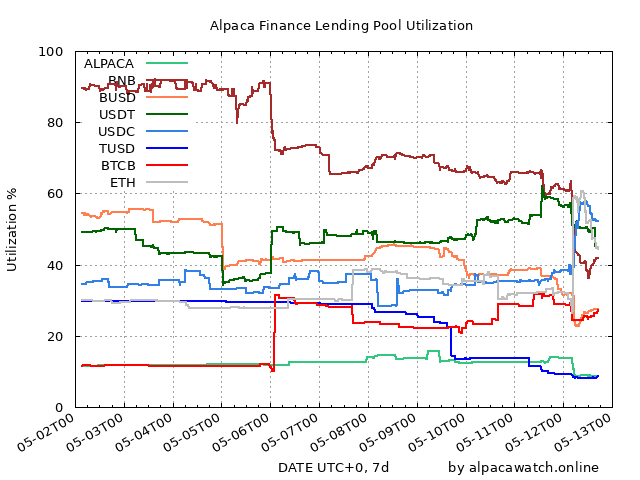 Alpaca Finance Lending Pool Utilization
Utilization %
100
80
60
40
20
0
ALPACA
BNB
BUSD
USDT
USDC
TUSD
BTCB
ETH
05-02T00
05-03T00
05-04T00
05-05T00
05-06T00
05-07T00
05-08T00
05-09T00
05-10T00
05-11T00
05-12T00
05-13T00
DATE UTC+0, 7d
by alpacawatch.online